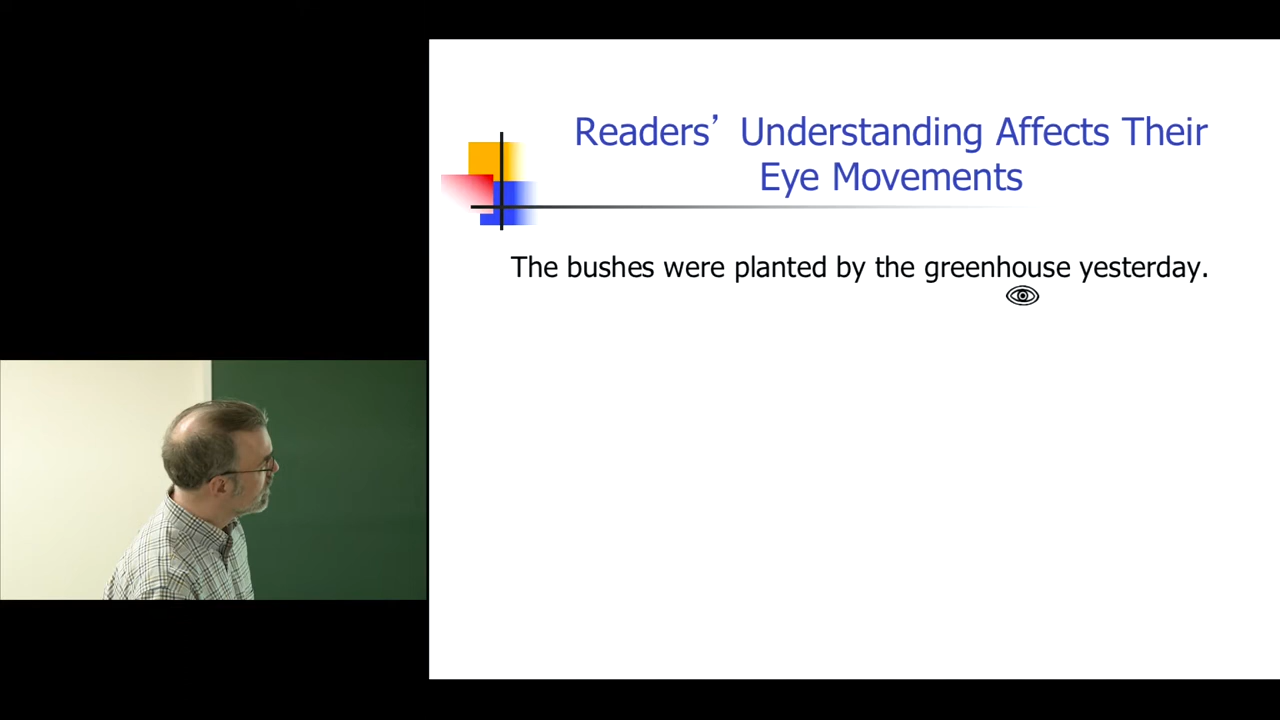 Readers’ Understanding Affects Their
Eye Movements
The bushes were planted by the greenhouse yesterday.